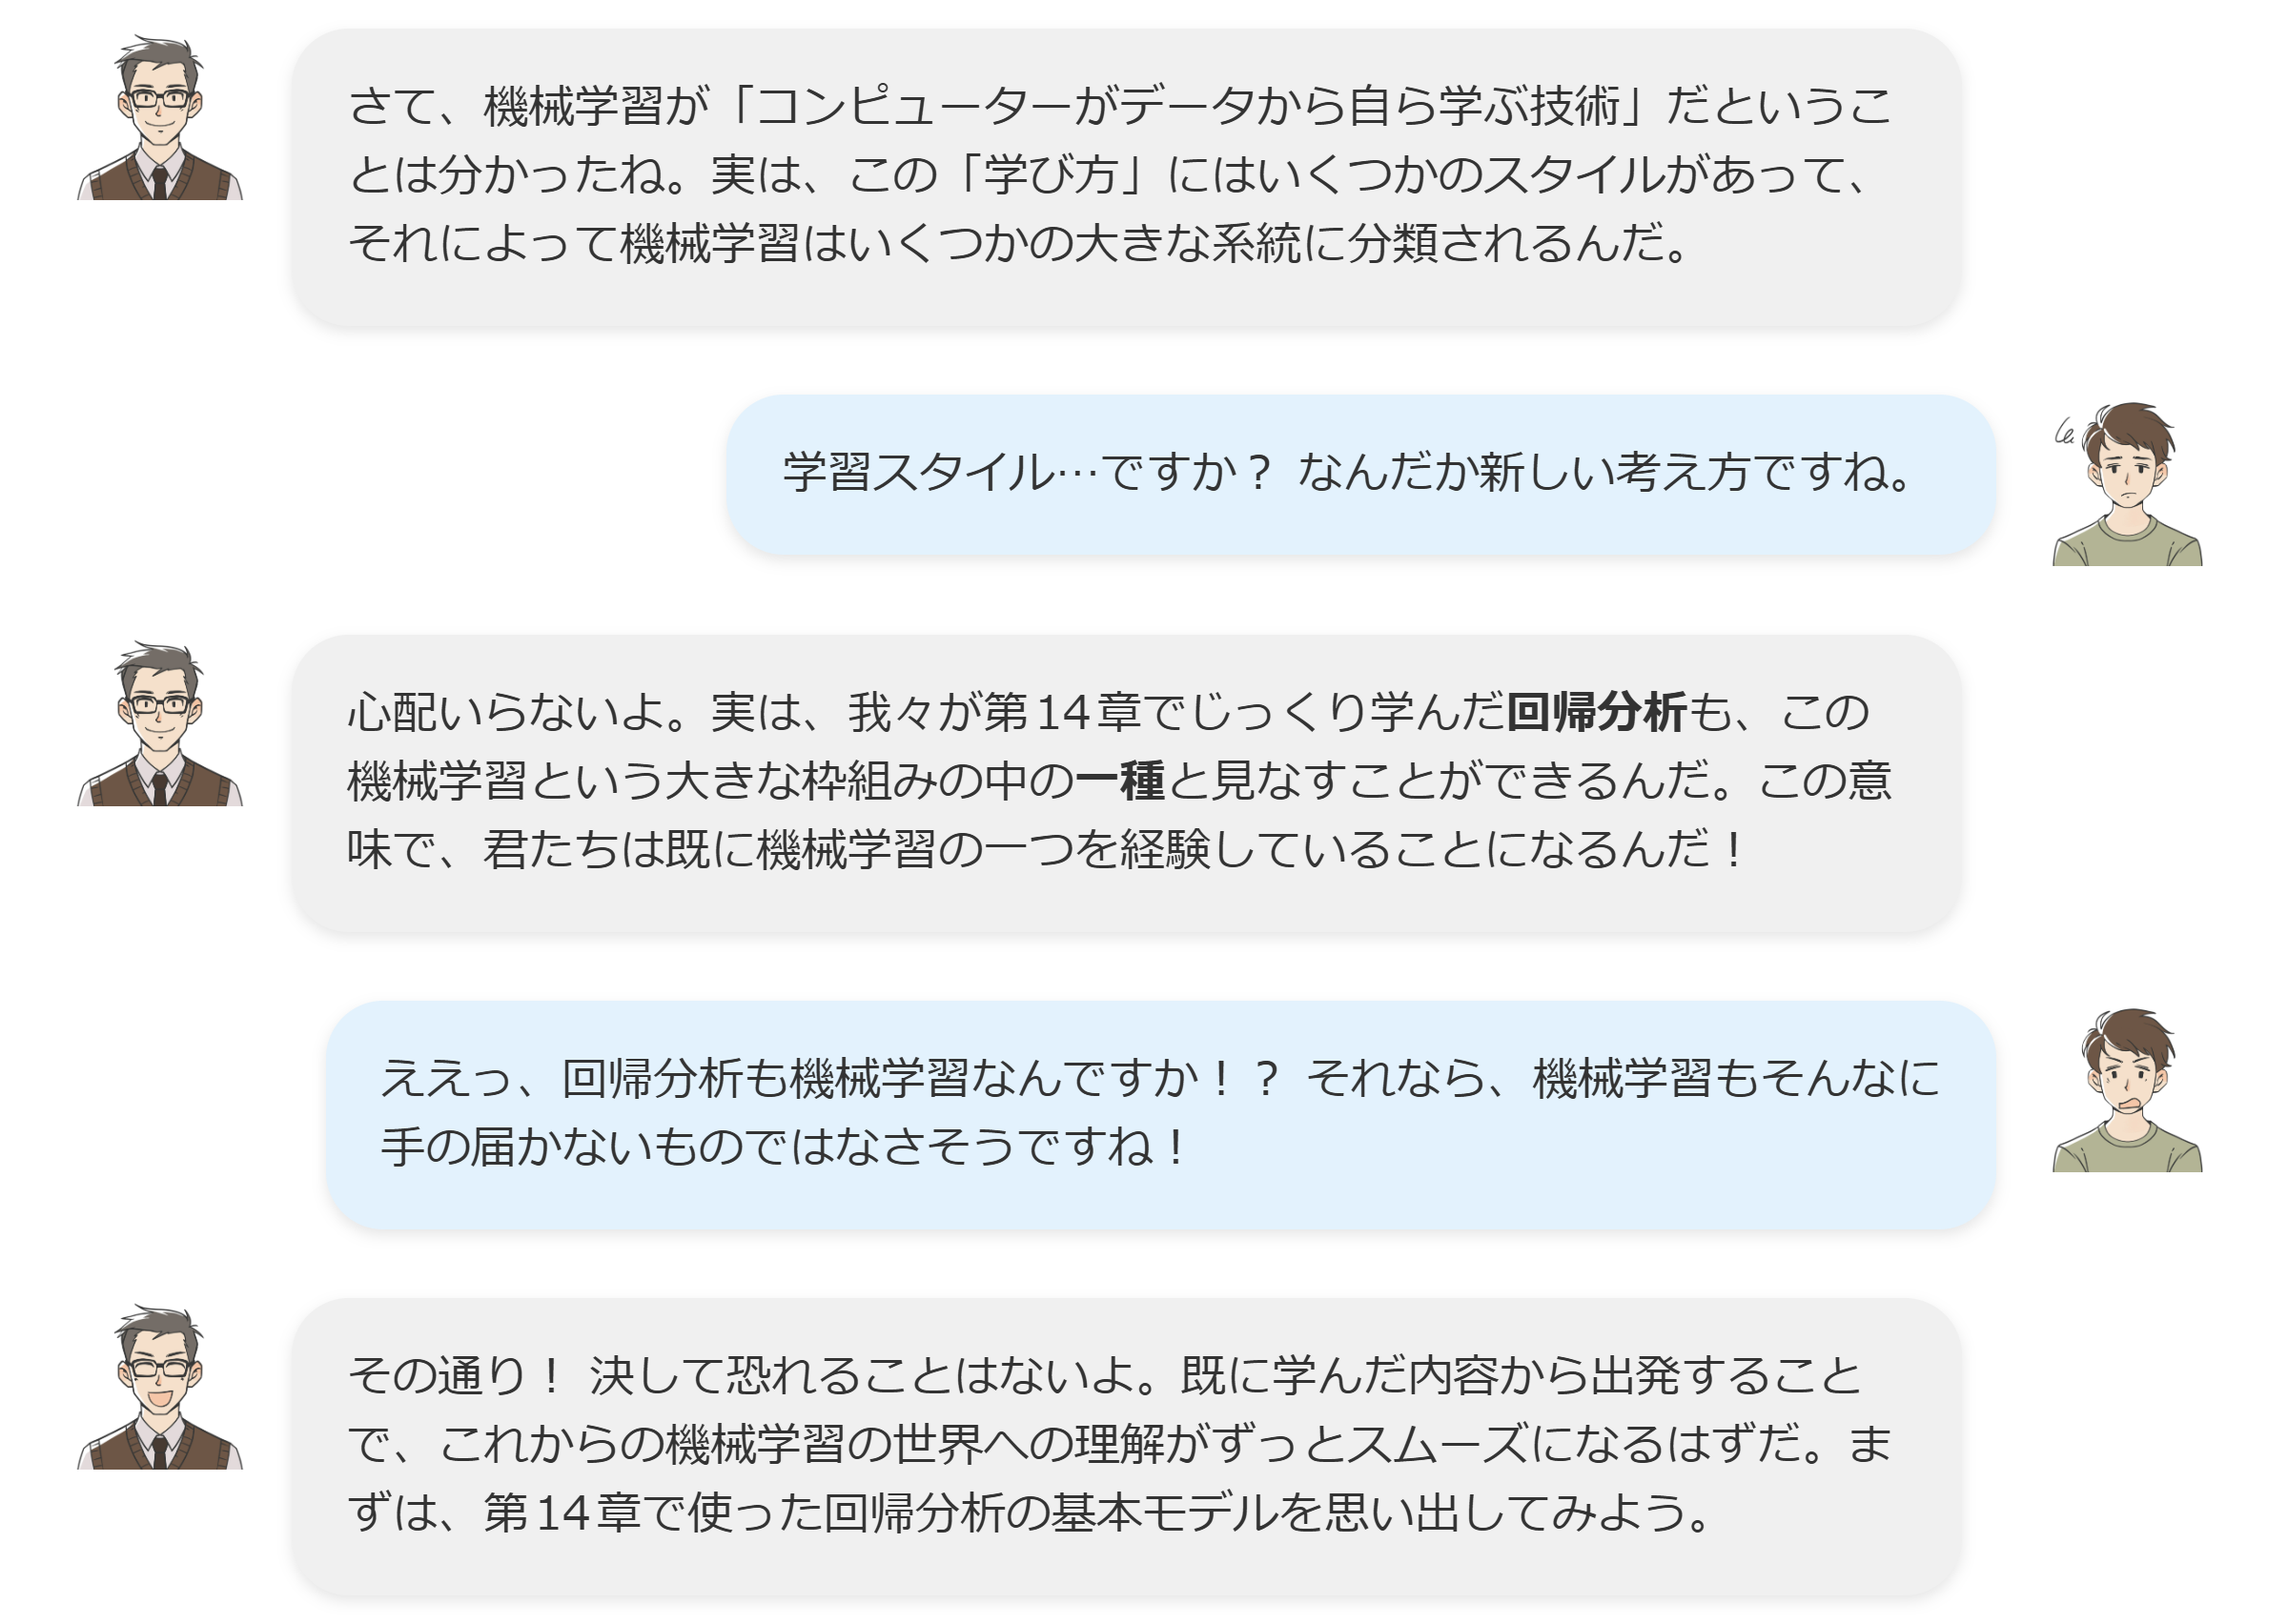 さて、機械学習が「コンピューターがデータから自ら学ぶ技術」だというこ
とは分かったね。実は、この「学び方」にはいくつかのスタイルがあって、
それによって機械学習はいくつかの大きな系統に分類されるんだ。
学習スタイル…ですか？ なんだか新しい考え方ですね。
心配いらないよ。実は、我々が第14章でじっくり学んだ回帰分析も、この
機械学習という大きな枠組みの中の一種と見なすことができるんだ。この意
味で、君たちは既に機械学習の一つを経験していることになるんだ！
ええっ、回帰分析も機械学習なんですか！？ それなら、機械学習もそんなに
手の届かないものではなさそうですね！
その通り！ 決して恐れることはないよ。既に学んだ内容から出発すること
で、これからの機械学習の世界への理解がずっとスムーズになるはずだ。ま
ずは、第14章で使った回帰分析の基本モデルを思い出してみよう。